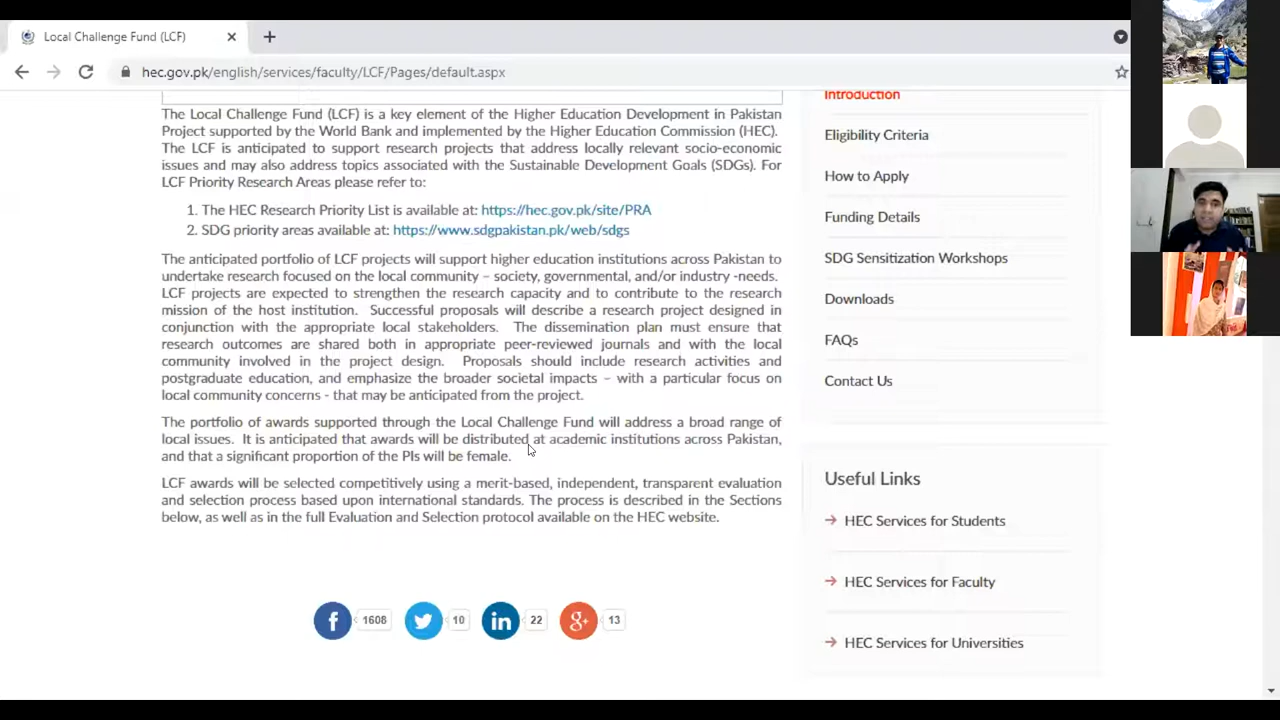 Local Challenge Fund (LCF)
hec.gov.pk/english/services/faculty/LCF/Pages/default.aspx
The Local Challenge Fund (LCF) is a key element of the Higher Education Development in Pakistan
Project supported by the World Bank and implemented by the Higher Education Commission (HEC).
The LCF is anticipated to support research projects that address locally relevant socio-economic
issues and may also address topics associated with the Sustainable Development Goals (SDGs). For
LCF Priority Research Areas please refer to:
1. The HEC Research Priority List is available at: https://hec.gov.pk/site/PRA
2. SDG priority areas available at: https://www.sdgpakistan.pk/web/sdgs
The anticipated portfolio of LCF projects will support higher education institutions across Pakistan to
undertake research focused on the local community – society, governmental, and/or industry -needs.
LCF projects are expected to strengthen the research capacity and to contribute to the research
mission of the host institution. Successful proposals will describe a research project designed in
conjunction with the appropriate local stakeholders. The dissemination plan must ensure that
research outcomes are shared both in appropriate peer-reviewed journals and with the local
community involved in the project design. Proposals should include research activities and
postgraduate education, and emphasize the broader societal impacts – with a particular focus on
local community concerns - that may be anticipated from the project.
The portfolio of awards supported through the Local Challenge Fund will address a broad range of
local issues. It is anticipated that awards will be distributed at academic institutions across Pakistan,
and that a significant proportion of the PIs will be female.
LCF awards will be selected competitively using a merit-based, independent, transparent evaluation
and selection process based upon international standards. The process is described in the Sections
below, as well as in the full Evaluation and Selection protocol available on the HEC website.
f 1608
10
in 22
g+ 13
Introduction
Eligibility Criteria
How to Apply
Funding Details
SDG Sensitization Workshops
Downloads
FAQs
Contact Us
Useful Links
HEC Services for Students
HEC Services for Faculty
HEC Services for Universities